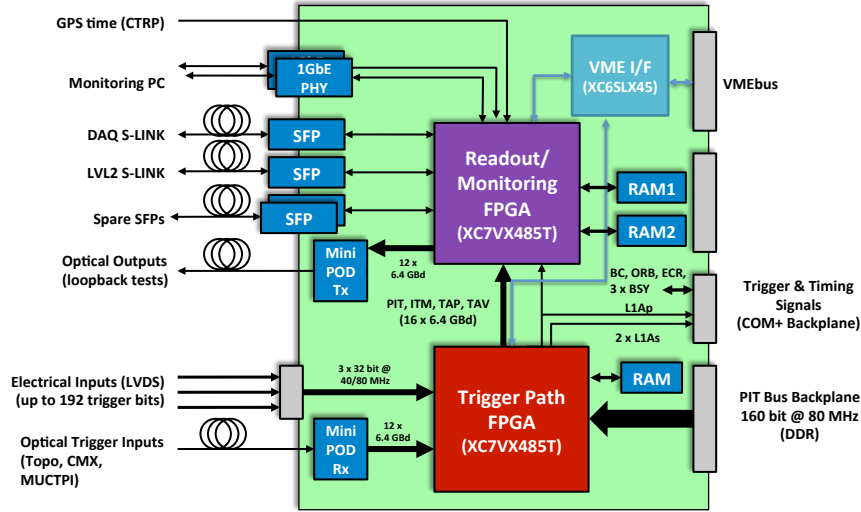 GPS time (CTRP)
Monitoring PC
1GbE
PHY
VME I/F
(XC6SLX45)
VMEbus
DAQ S-LINK
SFP
LVL2 S-LINK
SFP
Spare SFPs
SFP
Readout/
Monitoring
FPGA
(XC7VX485T)
RAM1
RAM2
Optical Outputs
(loopback tests)
Mini
POD
Tx
12 x
6.4 GBd
PIT, ITM, TAP, TAV
(16 x 6.4 GBd)
BC, ORB, ECR,
3 x BSY
L1Ap
2 x L1As
Trigger & Timing
Signals
(COM+ Backplane)
Electrical Inputs (LVDS)
(up to 192 trigger bits)
3 x 32 bit @
40/80 MHz
Trigger Path
FPGA
(XC7VX485T)
RAM
PIT Bus Backplane
160 bit @ 80 MHz
(DDR)
Optical Trigger Inputs
(Topo, CMX,
MUCTPI)
Mini
POD
Rx
12 x
6.4 GBd